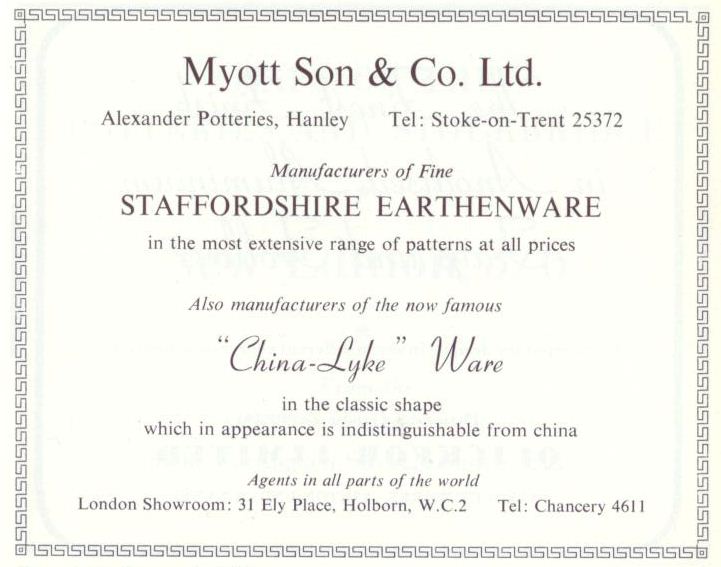 Myott Son & Co. Ltd.
Alexander Potteries, Hanley Tel: Stoke-on-Trent 25372
Manufacturers of Fine
STAFFORDSHIRE EARTHENWARE
in the most extensive range of patterns at all prices
Also manufacturers of the now famous
“China-Lyke” Ware
in the classic shape
which in appearance is indistinguishable from china
Agents in all parts of the world
London Showroom: 31 Ely Place, Holborn, W.C.2 Tel: Chancery 4611